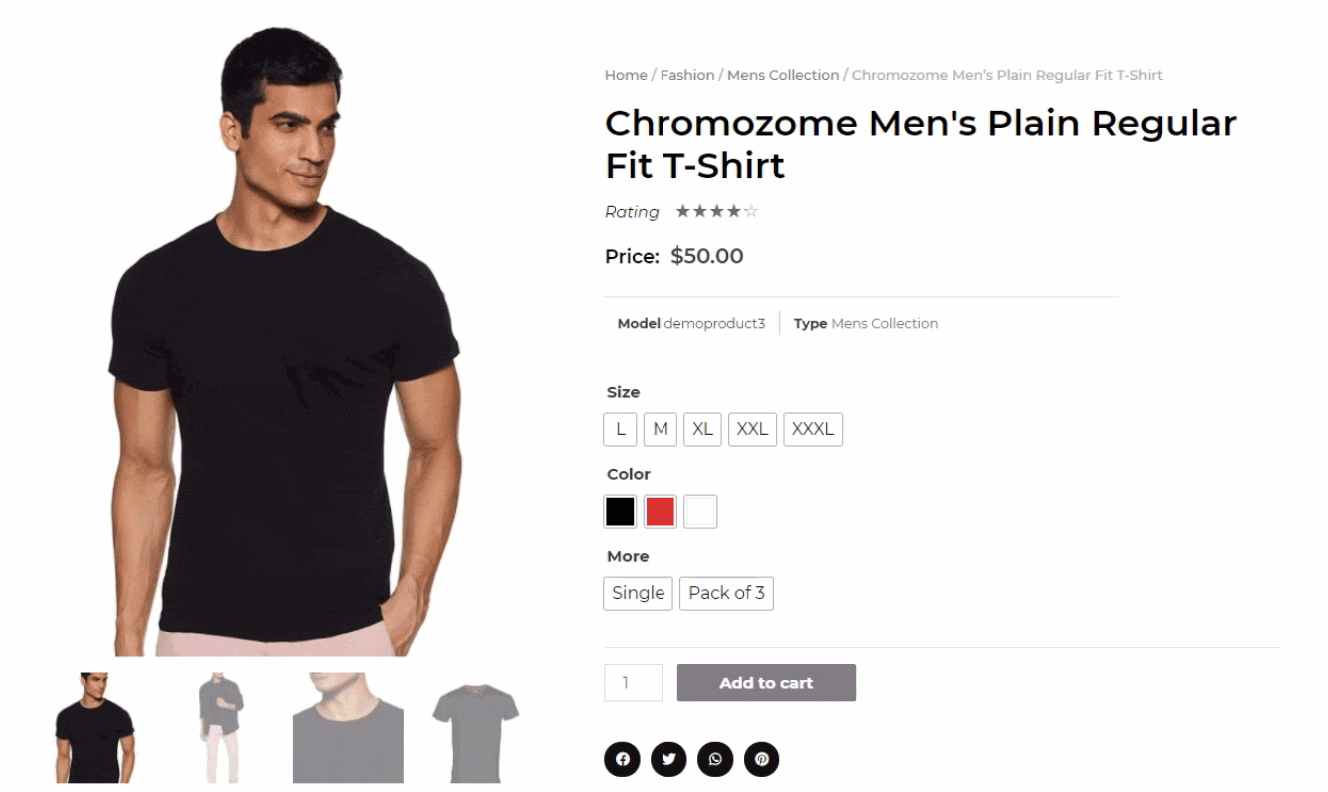 Home / Fashion / Mens Collection / Chromozome Men's Plain Regular Fit T-Shirt
Chromozome Men's Plain Regular
Fit T-Shirt
Rating ★★★★☆
Price: $50.00
Model demoproduct3 Type Mens Collection
Size
L M XL XXL XXXL
Color
More
Single Pack of 3
1 Add to cart